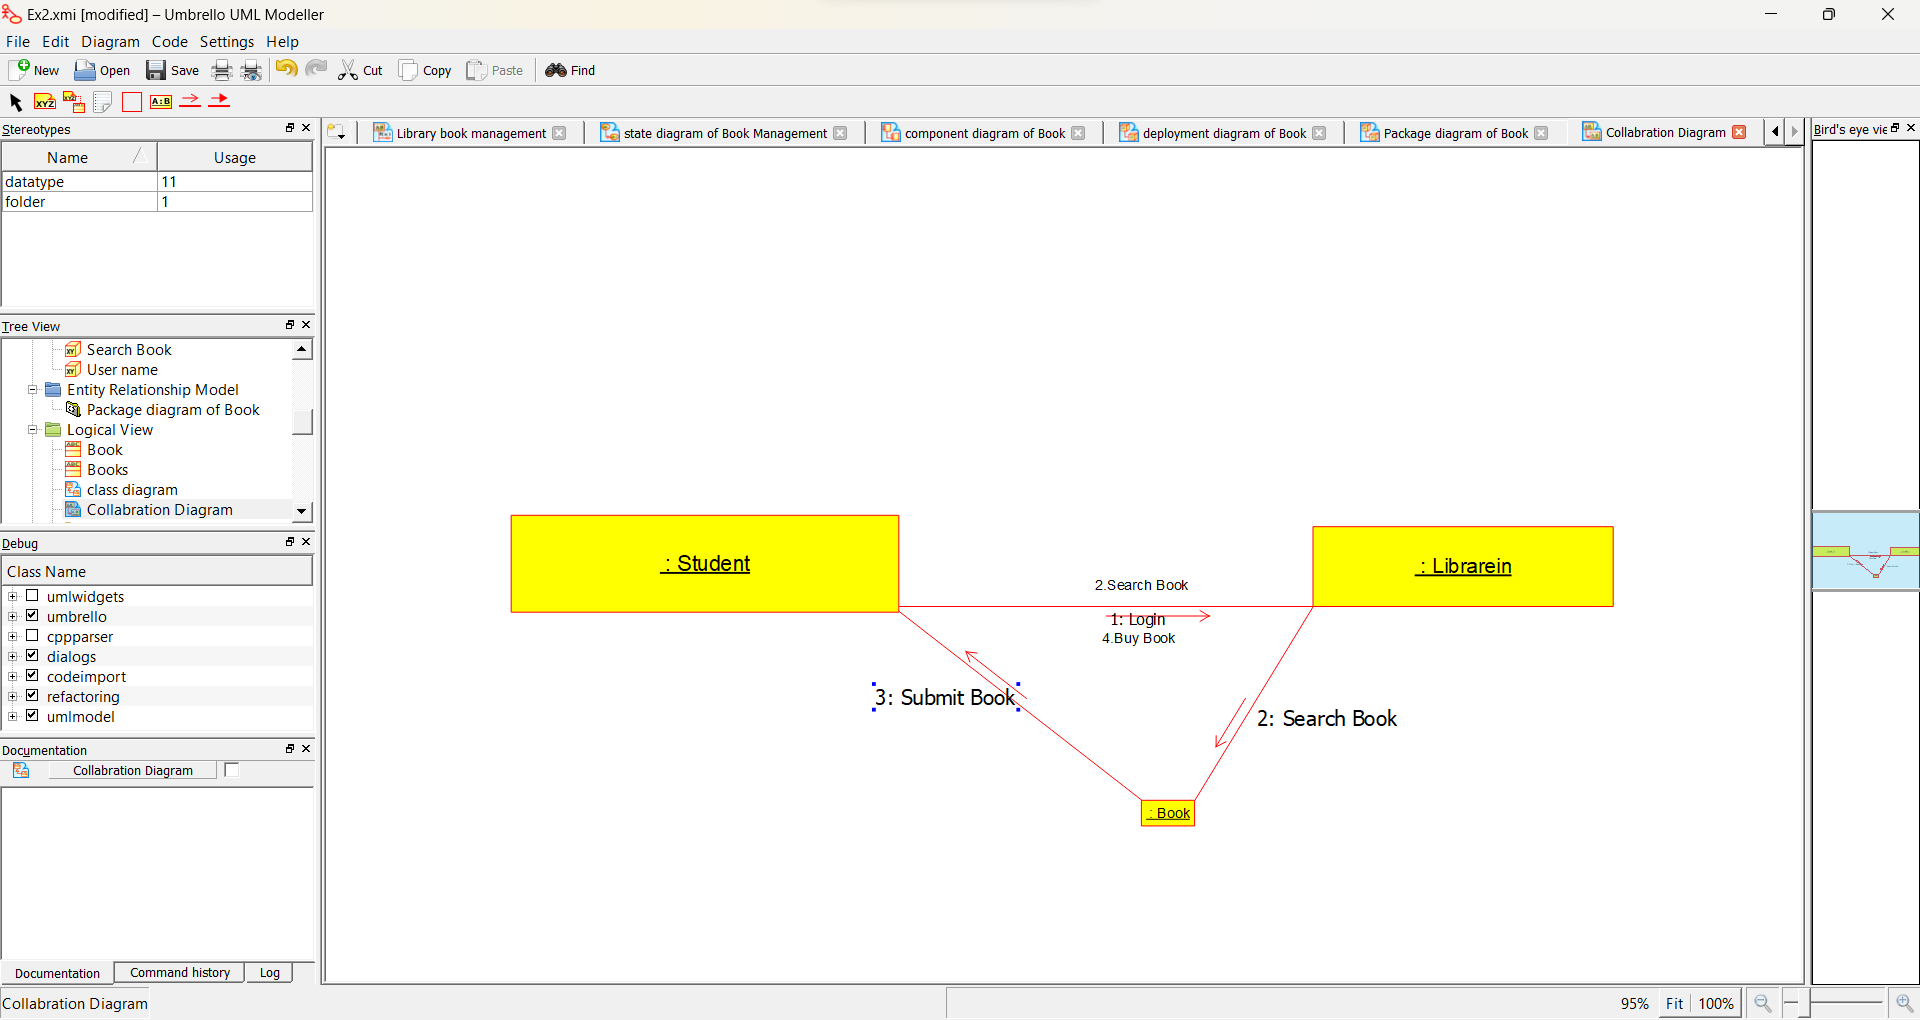 Ex2.xmi [modified] – Umbrello UML Modeller
File Edit Diagram Code Settings Help
New Open Save Cut Copy Paste Find
XYZ XYZ A:B
Stereotypes
Name Usage
datatype 11
folder 1
Library book management state diagram of Book Management component diagram of Book deployment diagram of Book Package diagram of Book Collabration Diagram
Bird's eye vie
Tree View
Search Book
User name
Entity Relationship Model
Package diagram of Book
Logical View
Book
Books
class diagram
Collabration Diagram
Debug
Class Name
umlwidgets
umbrello
cppparser
dialogs
codeimport
refactoring
umlmodel
Documentation
Collabration Diagram
Documentation Command history Log
: Student
: Librarein
2.Search Book
1: Login
4.Buy Book
3: Submit Book
2: Search Book
: Book
Collabration Diagram
95% Fit 100%